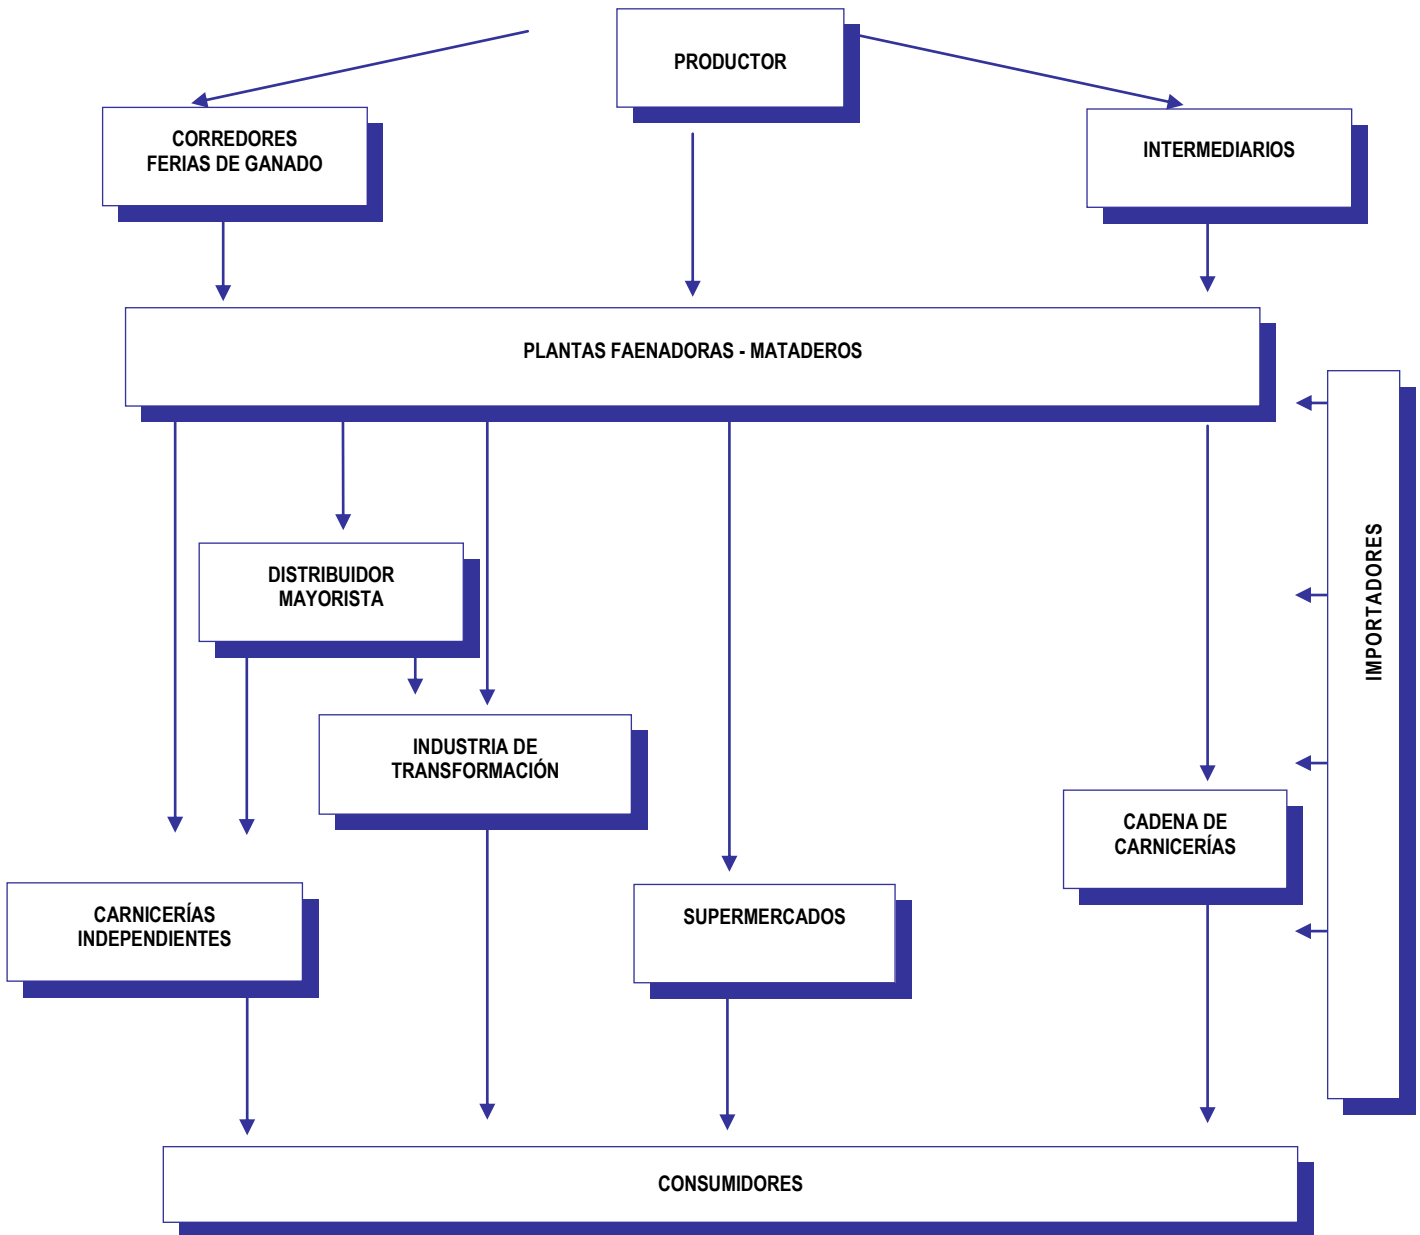 PRODUCTOR
CORREDORES
FERIAS DE GANADO
INTERMEDIARIOS
PLANTAS FAENADORAS - MATADEROS
IMPORTADORES
DISTRIBUIDOR
MAYORISTA
INDUSTRIA DE
TRANSFORMACIÓN
CADENA DE
CARNICERÍAS
CARNICERÍAS
INDEPENDIENTES
SUPERMERCADOS
CONSUMIDORES